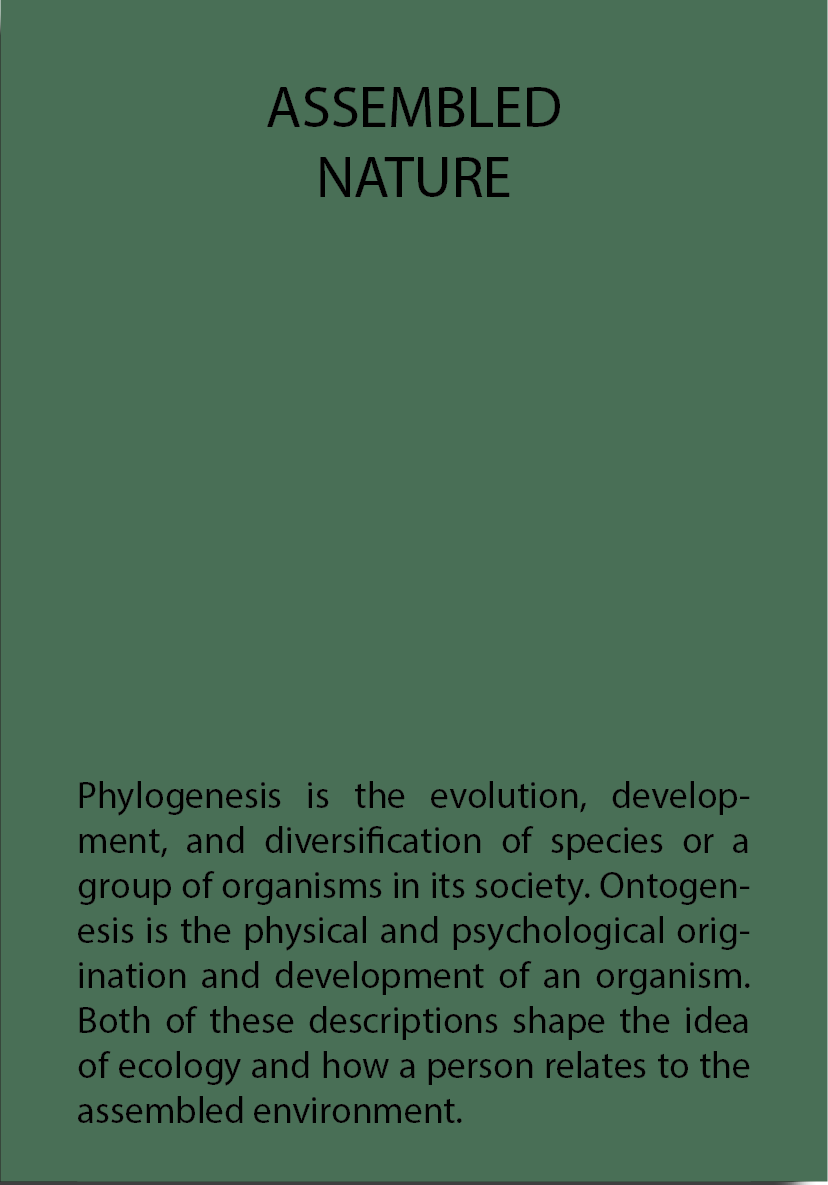 ASSEMBLED
NATURE
Phylogenesis is the evolution, develop-
ment, and diversification of species or a
group of organisms in its society. Ontogen-
esis is the physical and psychological orig-
ination and development of an organism.
Both of these descriptions shape the idea
of ecology and how a person relates to the
assembled environment.